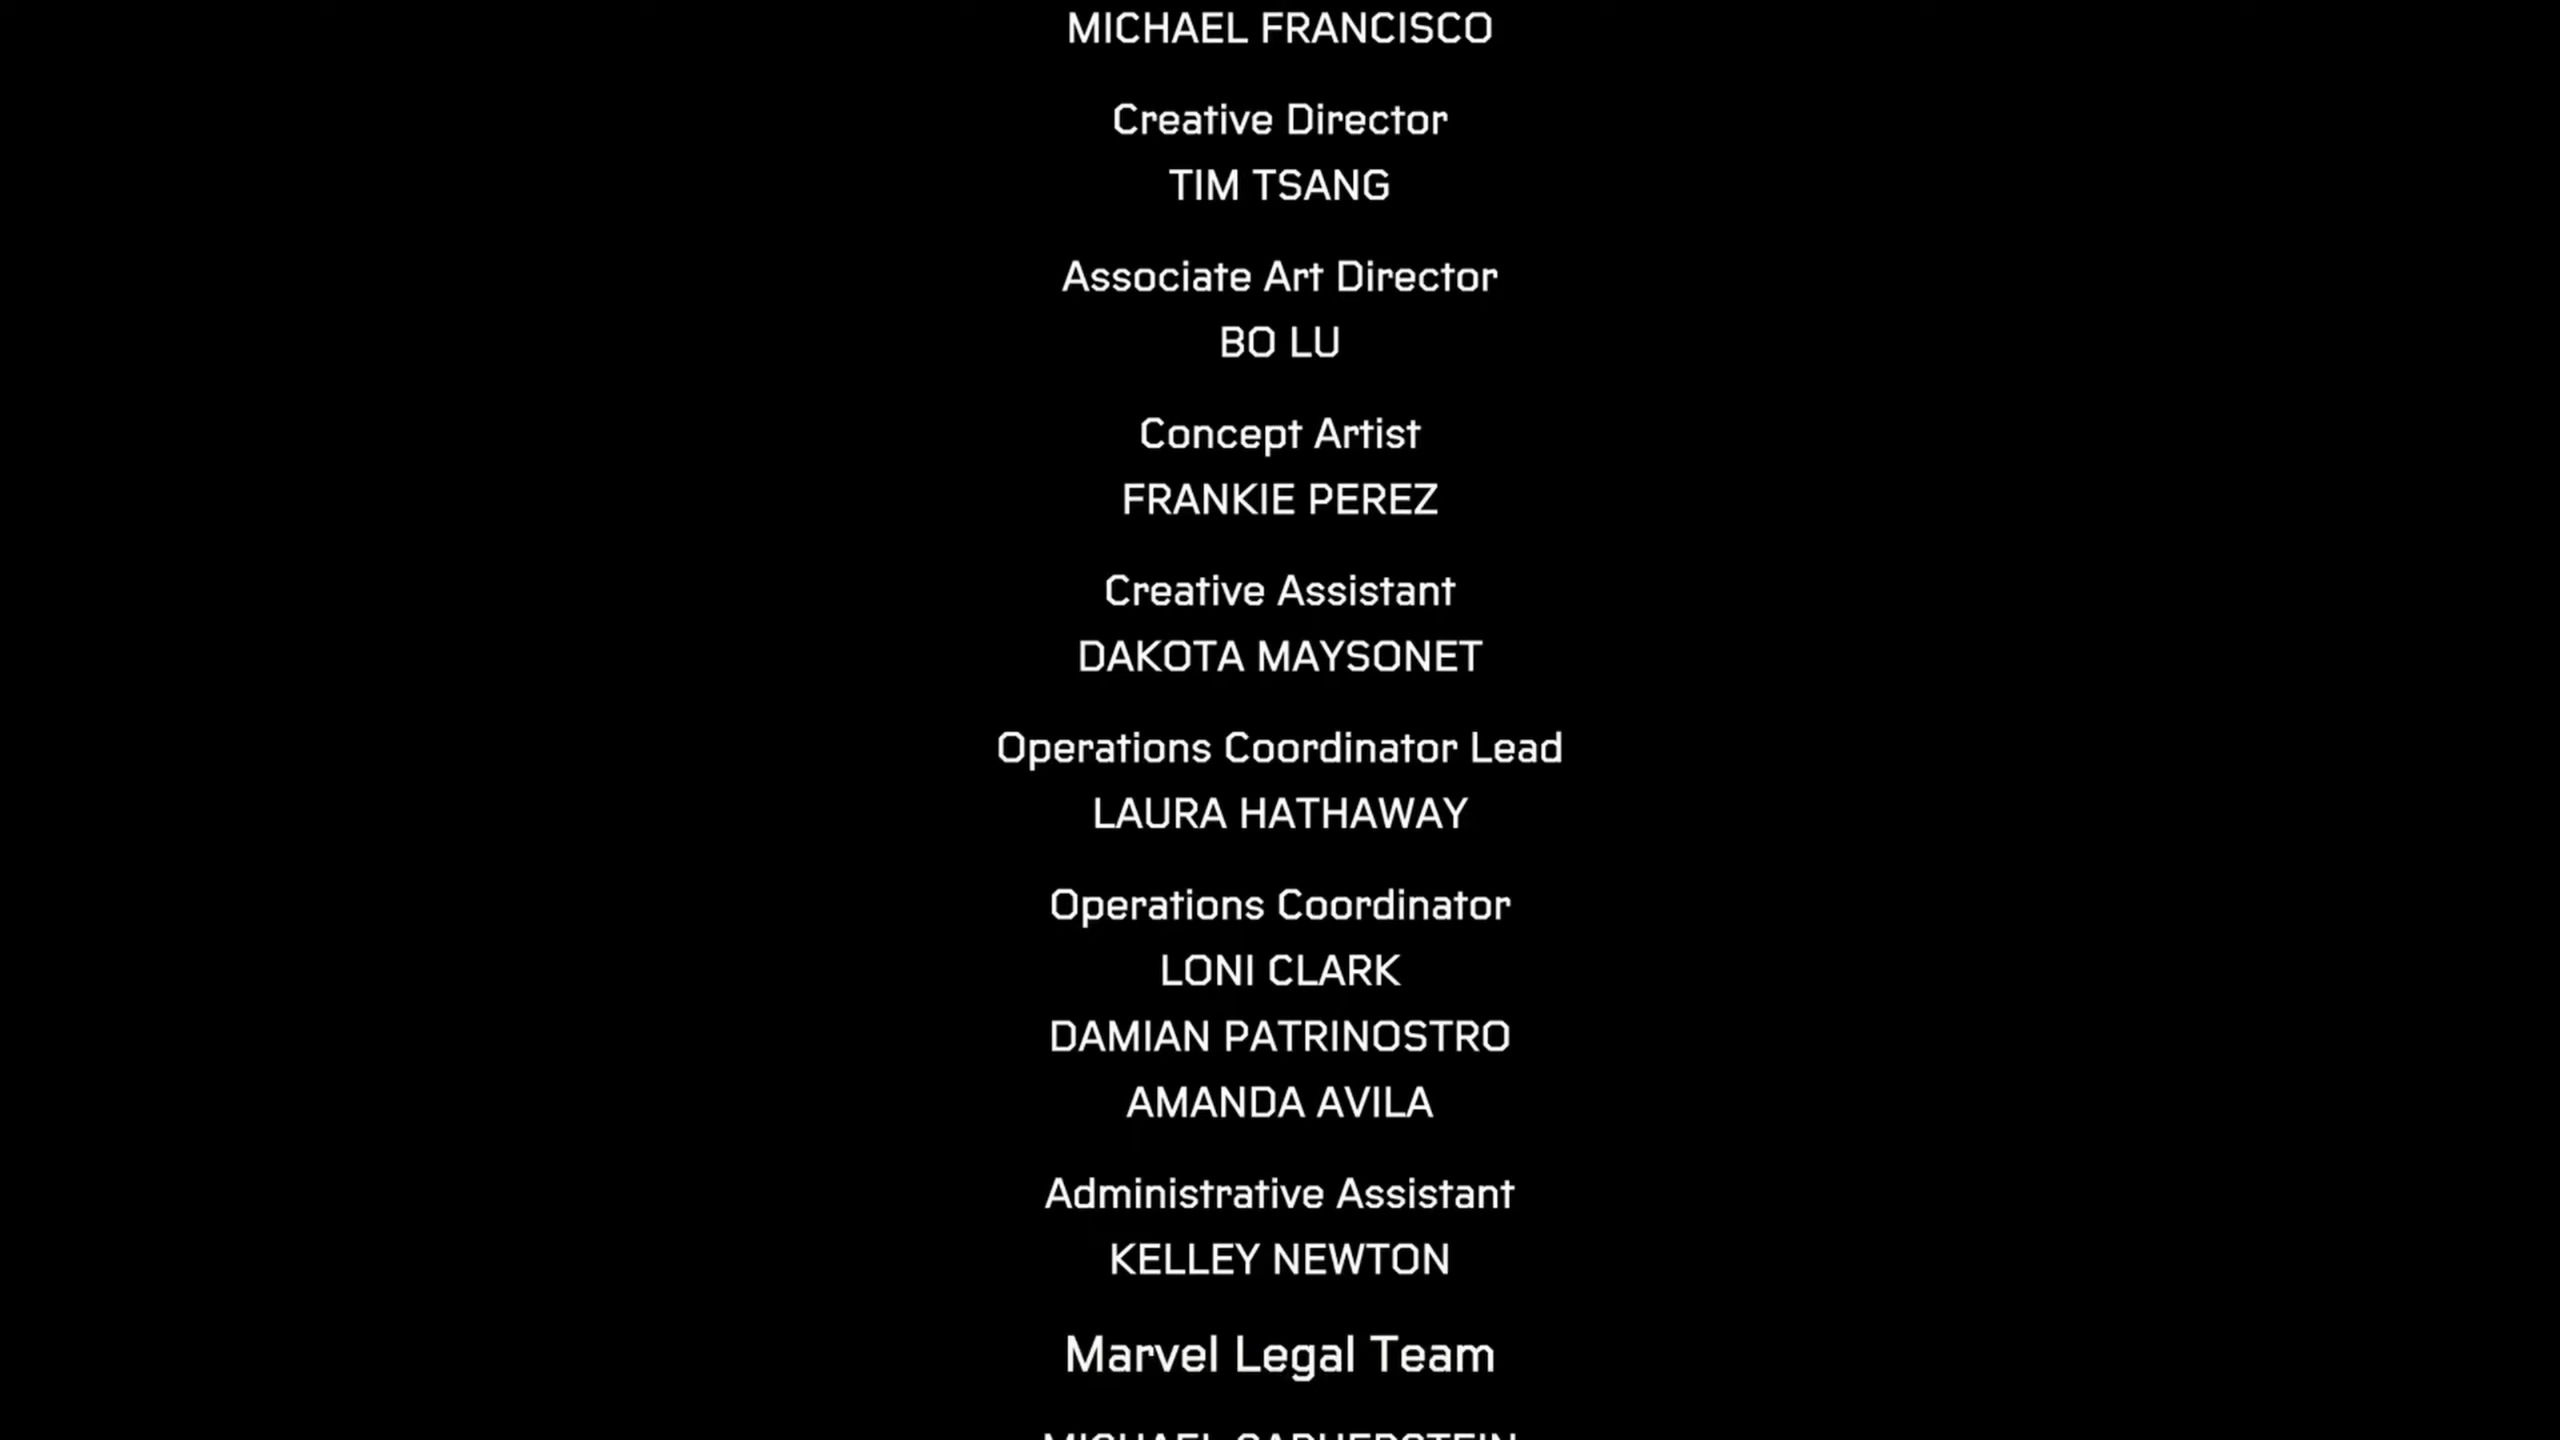 MICHAEL FRANCISCO
Creative Director
TIM TSANG
Associate Art Director
BO LU
Concept Artist
FRANKIE PEREZ
Creative Assistant
DAKOTA MAYSONET
Operations Coordinator Lead
LAURA HATHAWAY
Operations Coordinator
LONI CLARK
DAMIAN PATRINOSTRO
AMANDA AVILA
Administrative Assistant
KELLEY NEWTON
Marvel Legal Team
MICHAEL